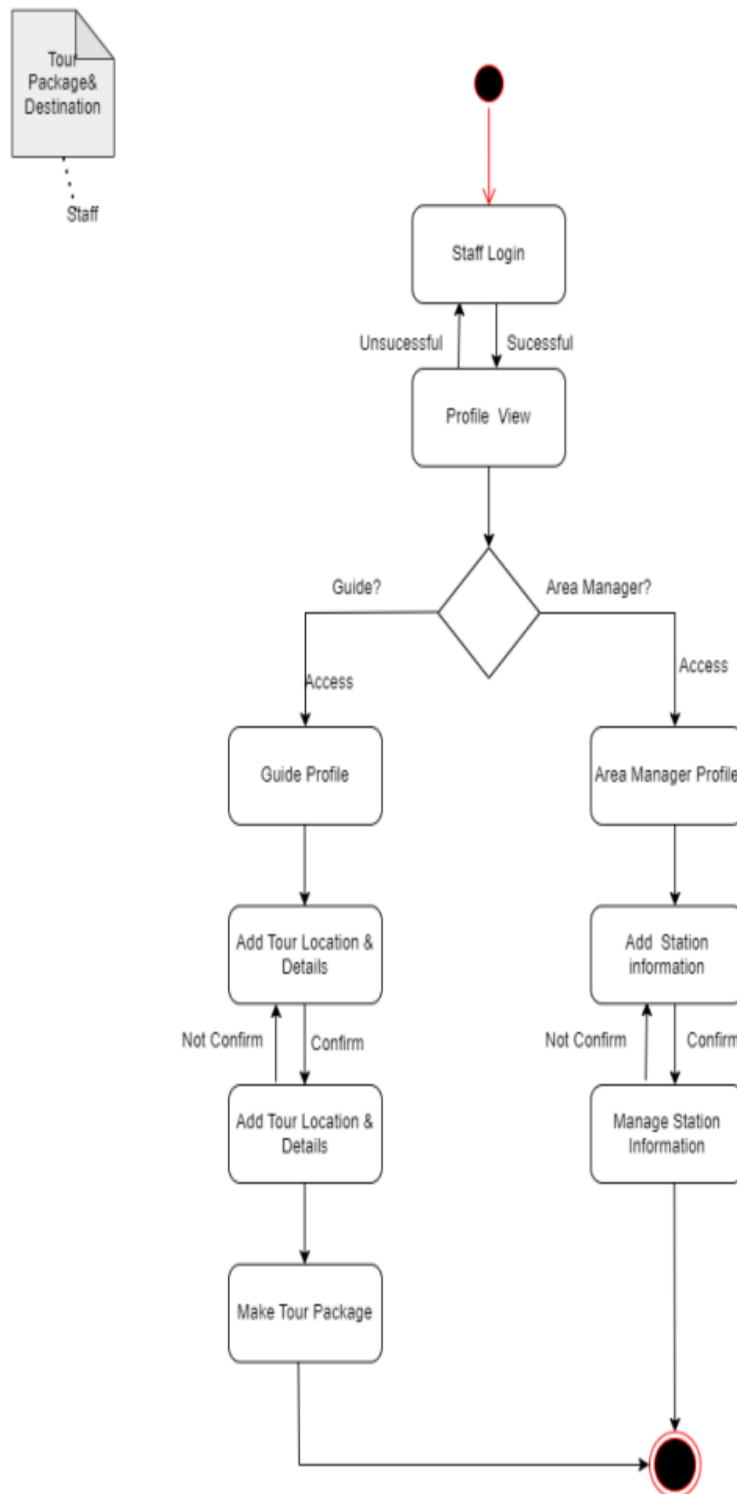 Tour
Package&
Destination
Staff
Staff Login
Unsucessful
Sucessful
Profile View
Guide?
Area Manager?
Access
Access
Guide Profile
Area Manager Profile
Add Tour Location &
Details
Add Station
information
Not Confirm
Confirm
Not Confirm
Confirm
Add Tour Location &
Details
Manage Station
Information
Make Tour Package